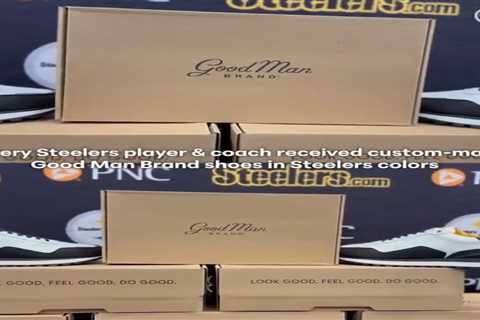 Steelers.com
Good Man
BRAND
ery Steelers player & coach received custom-ma
Good Man Brand shoes in Steelers colors
PNC
Steelers.com
Good Man
BRAND
LOOK GOOD. FEEL GOOD. DO GOOD.
LOOK GOOD. FEEL GOOD. DO GOOD.